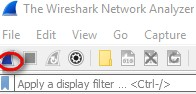 The Wireshark Network Analyzer
File Edit View Go Capture
Apply a display filter ... <Ctrl-/>